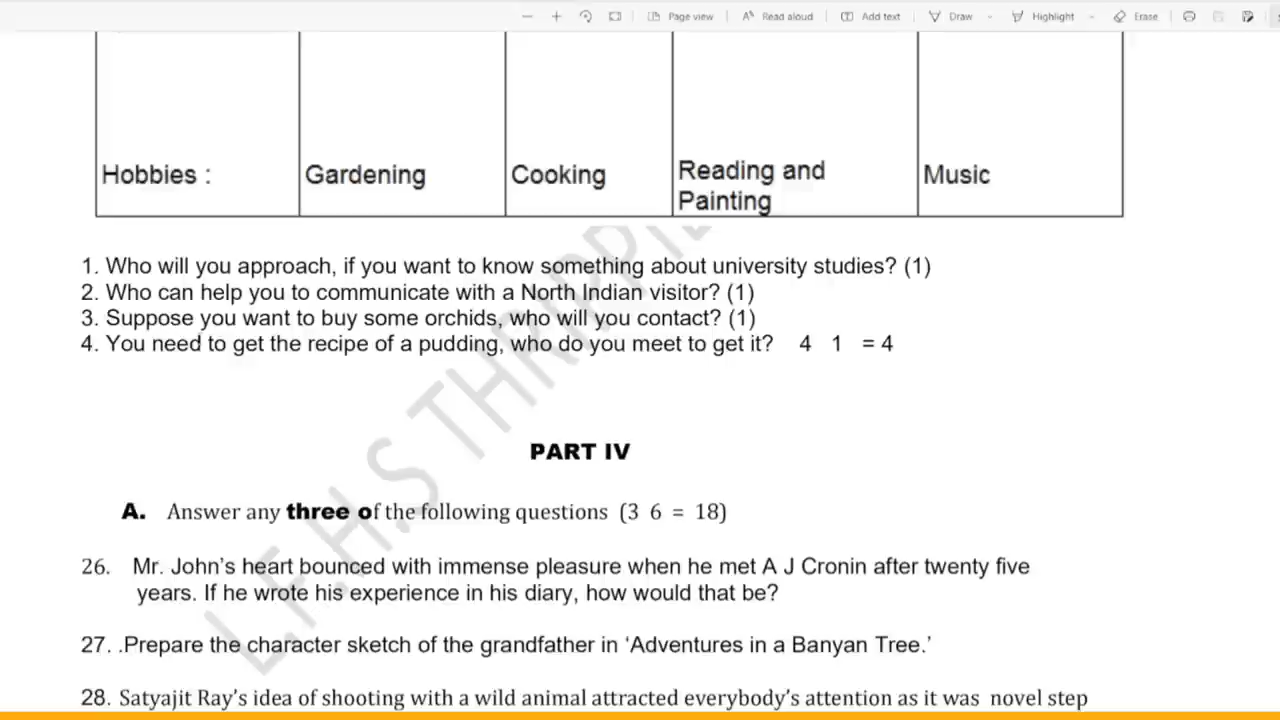 Page view Read aloud Add text Draw Highlight Erase
Hobbies : Gardening Cooking Reading and Painting Music
1. Who will you approach, if you want to know something about university studies? (1)
2. Who can help you to communicate with a North Indian visitor? (1)
3. Suppose you want to buy some orchids, who will you contact? (1)
4. You need to get the recipe of a pudding, who do you meet to get it? 4 1 = 4
PART IV
A. Answer any three of the following questions (3 6 = 18)
26. Mr. John's heart bounced with immense pleasure when he met A J Cronin after twenty five
years. If he wrote his experience in his diary, how would that be?
27. .Prepare the character sketch of the grandfather in ‘Adventures in a Banyan Tree.’
28. Satyajit Ray's idea of shooting with a wild animal attracted everybody's attention as it was novel step
L.F.H.S